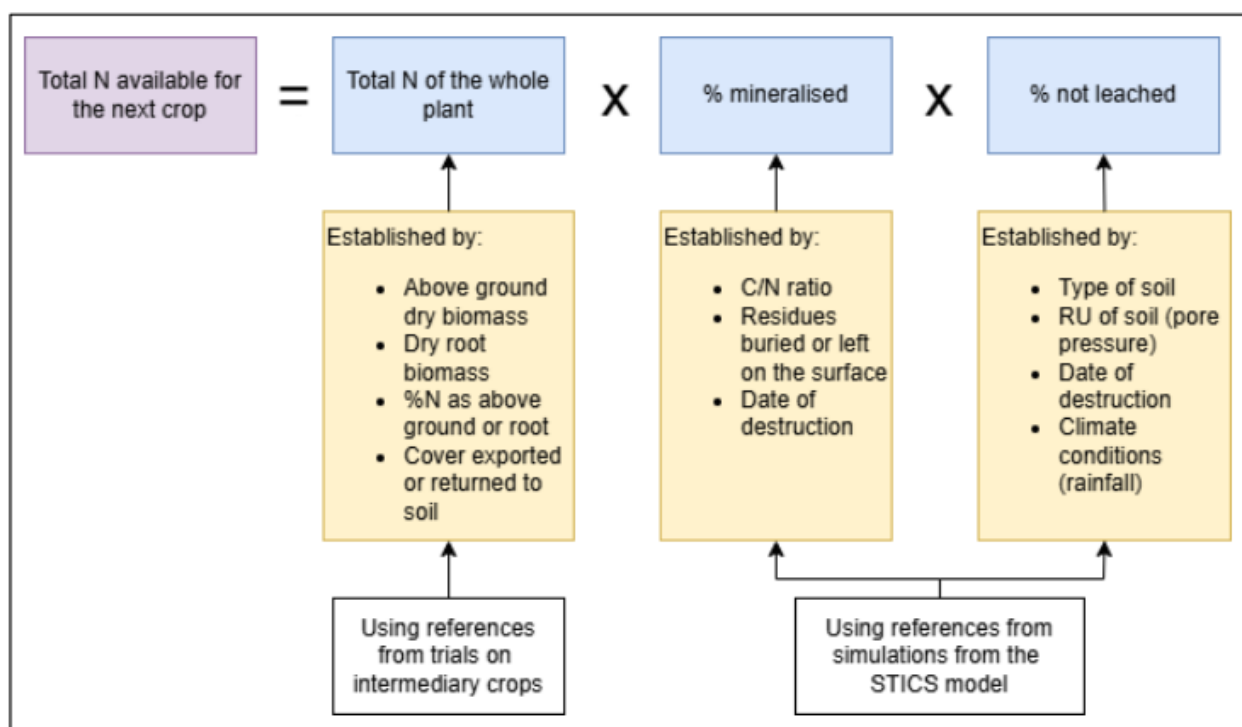 Total N available for
the next crop
=
Total N of the whole
plant
X
% mineralised
X
% not leached
Established by:
• Above ground
dry biomass
• Dry root
biomass
• %N as above
ground or root
• Cover exported
or returned to
soil
Established by:
• C/N ratio
• Residues
buried or left
on the surface
• Date of
destruction
Established by:
• Type of soil
• RU of soil (pore
pressure)
• Date of
destruction
• Climate
conditions
(rainfall)
Using references
from trials on
intermediary crops
Using references from
simulations from the
STICS model